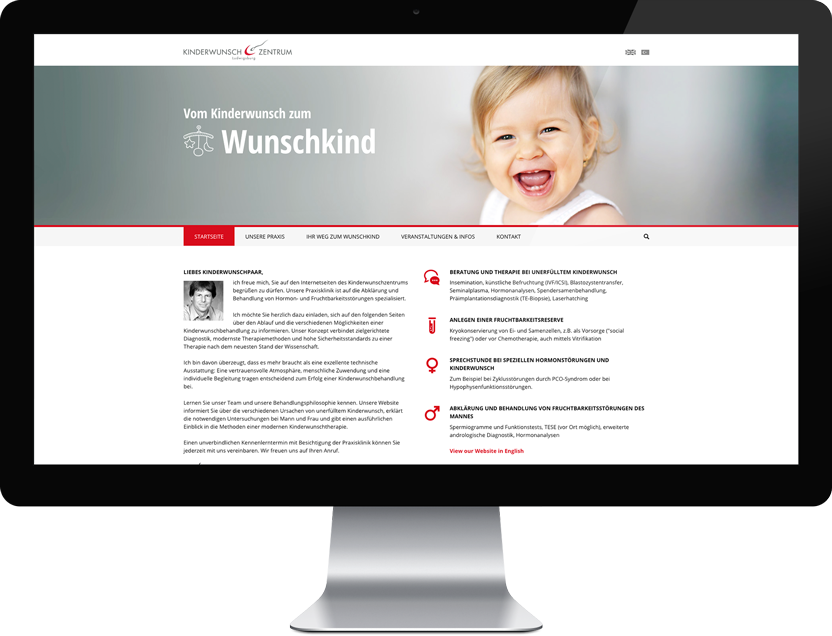 KINDERWUNSCH ZENTRUM
Ludwigsburg
Vom Kinderwunsch zum
Wunschkind
STARTSEITE UNSERE PRAXIS IHR WEG ZUM WUNSCHKIND VERANSTALTUNGEN & INFOS KONTAKT
LIEBES KINDERWUNSCHPAAR,
ich freue mich, Sie auf den Internetseiten des Kinderwunschzentrums
begrüßen zu dürfen. Unsere Praxisklinik ist auf die Abklärung und
Behandlung von Hormon- und Fruchtbarkeitsstörungen spezialisiert.
Ich möchte Sie herzlich dazu einladen, sich auf den folgenden Seiten
über den Ablauf und die verschiedenen Möglichkeiten einer
Kinderwunschbehandlung zu informieren. Unser Konzept verbindet zielgerichtete
Diagnostik, modernste Therapiemethoden und hohe Sicherheitsstandards zu einer
Therapie nach dem neuesten Stand der Wissenschaft.
Ich bin davon überzeugt, dass es mehr braucht als eine exzellente technische
Ausstattung: Eine vertrauensvolle Atmosphäre, menschliche Zuwendung und eine
individuelle Begleitung tragen entscheidend zum Erfolg einer Kinderwunschbehandlung
bei.
Lernen Sie unser Team und unsere Behandlungsphilosophie kennen. Unsere Website
informiert Sie über die verschiedenen Ursachen von unerfülltem Kinderwunsch, erklärt
die notwendigen Untersuchungen bei Mann und Frau und gibt einen ausführlichen
Einblick in die Methoden einer modernen Kinderwunschtherapie.
Einen unverbindlichen Kennenlerntermin mit Besichtigung der Praxisklinik können Sie
jederzeit mit uns vereinbaren. Wir freuen uns auf Ihren Anruf.
BERATUNG UND THERAPIE BEI UNERFÜLLTEM KINDERWUNSCH
Insemination, künstliche Befruchtung (IVF/ICSI), Blastozystentransfer,
Seminalplasma, Hormonanalysen, Spendersamenbehandlung,
Präimplantationsdiagnostik (TE-Biopsie), Laserhatching
ANLEGEN EINER FRUCHTBARKEITSRESERVE
Kryokonservierung von Ei- und Samenzellen, z.B. als Vorsorge ("social
freezing") oder vor Chemotherapie, auch mittels Vitrifikation
SPRECHSTUNDE BEI SPEZIELLEN HORMONSTÖRUNGEN UND
KINDERWUNSCH
Zum Beispiel bei Zyklusstörungen durch PCO-Syndrom oder bei
Hypophysenfunktionsstörungen.
ABKLÄRUNG UND BEHANDLUNG VON FRUCHTBARKEITSSTÖRUNGEN DES
MANNES
Spermiogramme und Funktionstests, TESE (vor Ort möglich), erweiterte
andrologische Diagnostik, Hormonanalysen
View our Website in English